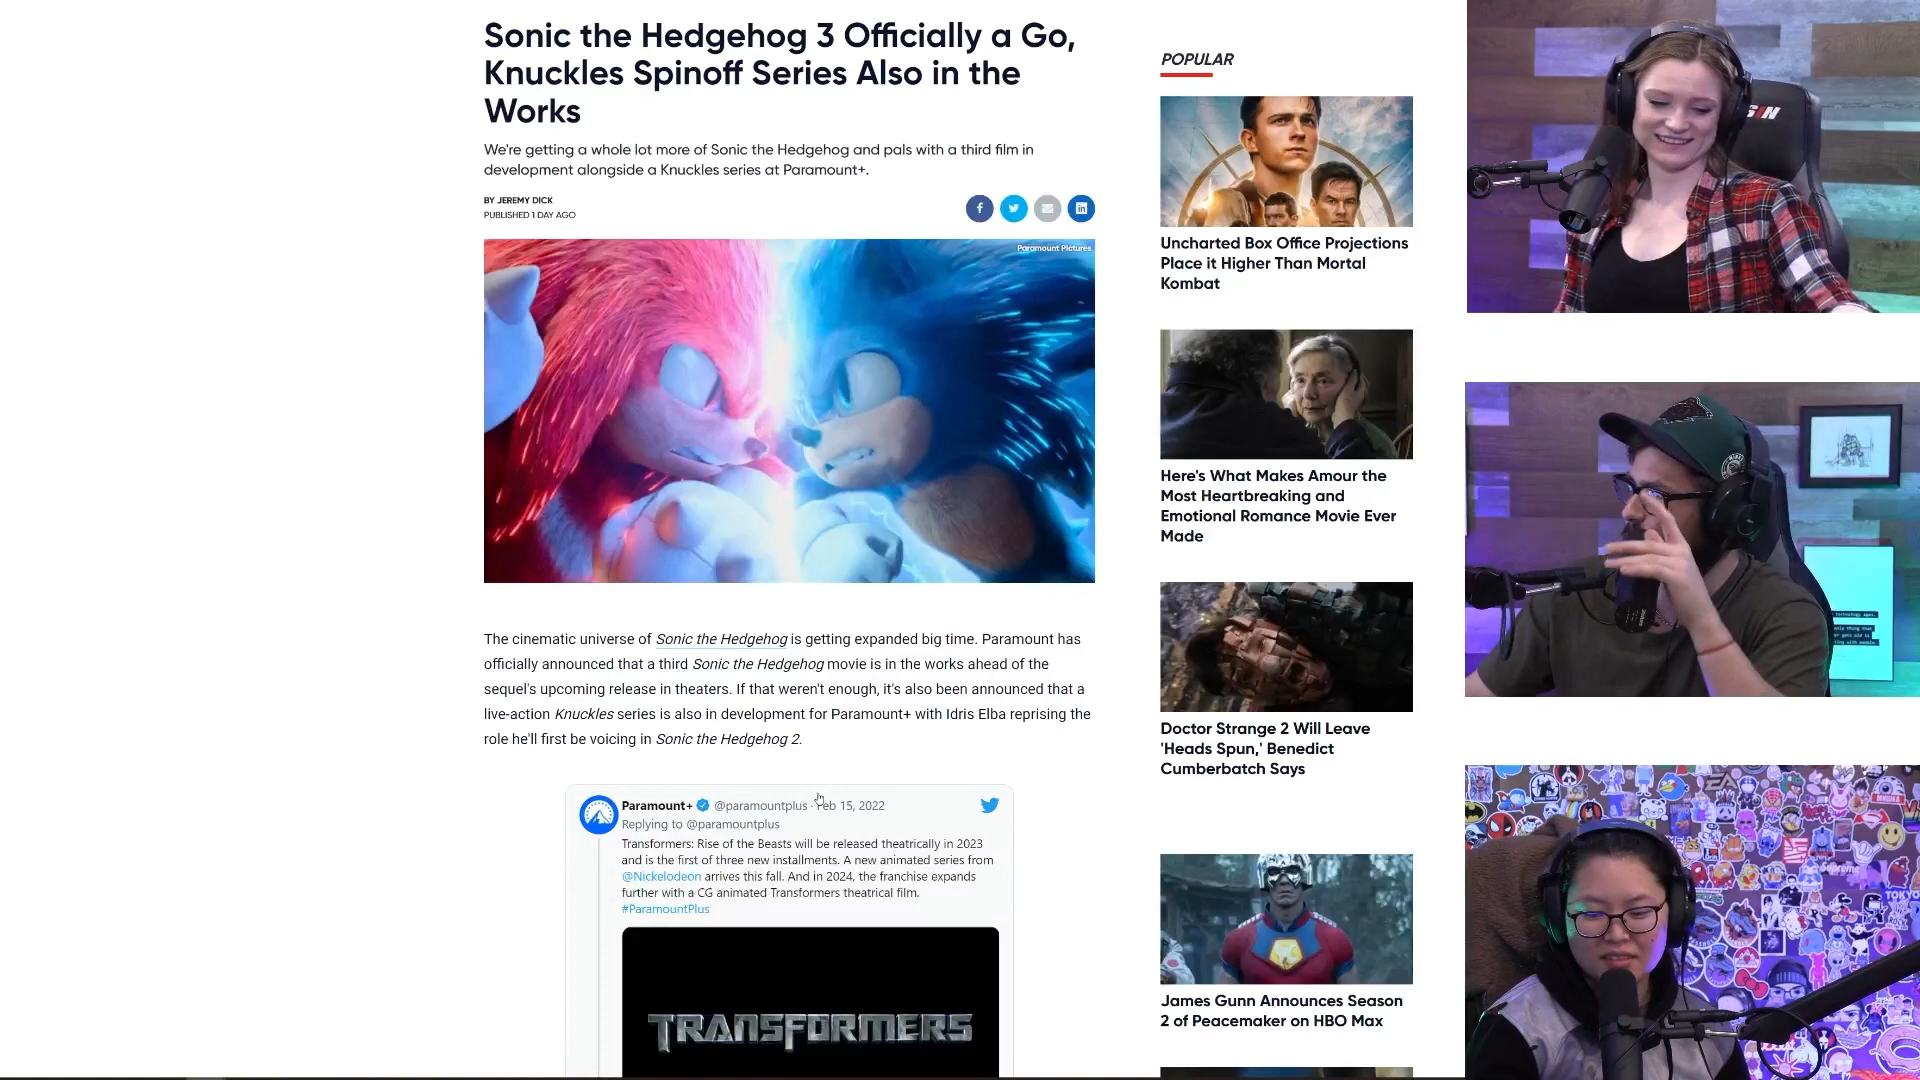 Sonic the Hedgehog 3 Officially a Go,
Knuckles Spinoff Series Also in the
Works
We're getting a whole lot more of Sonic the Hedgehog and pals with a third film in
development alongside a Knuckles series at Paramount+.
BY JEREMY DICK
PUBLISHED 1 DAY AGO
Paramount Pictures
The cinematic universe of Sonic the Hedgehog is getting expanded big time. Paramount has
officially announced that a third Sonic the Hedgehog movie is in the works ahead of the
sequel's upcoming release in theaters. If that weren't enough, it's also been announced that a
live-action Knuckles series is also in development for Paramount+ with Idris Elba reprising the
role he'll first be voicing in Sonic the Hedgehog 2.
Paramount+ @paramountplus · Feb 15, 2022
Replying to @paramountplus
Transformers: Rise of the Beasts will be released theatrically in 2023
and is the first of three new installments. A new animated series from
@Nickelodeon arrives this fall. And in 2024, the franchise expands
further with a CG animated Transformers theatrical film.
#ParamountPlus
TRANSFORMERS
POPULAR
Uncharted Box Office Projections
Place it Higher Than Mortal
Kombat
Here's What Makes Amour the
Most Heartbreaking and
Emotional Romance Movie Ever
Made
Doctor Strange 2 Will Leave
'Heads Spun,' Benedict
Cumberbatch Says
James Gunn Announces Season
2 of Peacemaker on HBO Max
Supreme
TOKYO